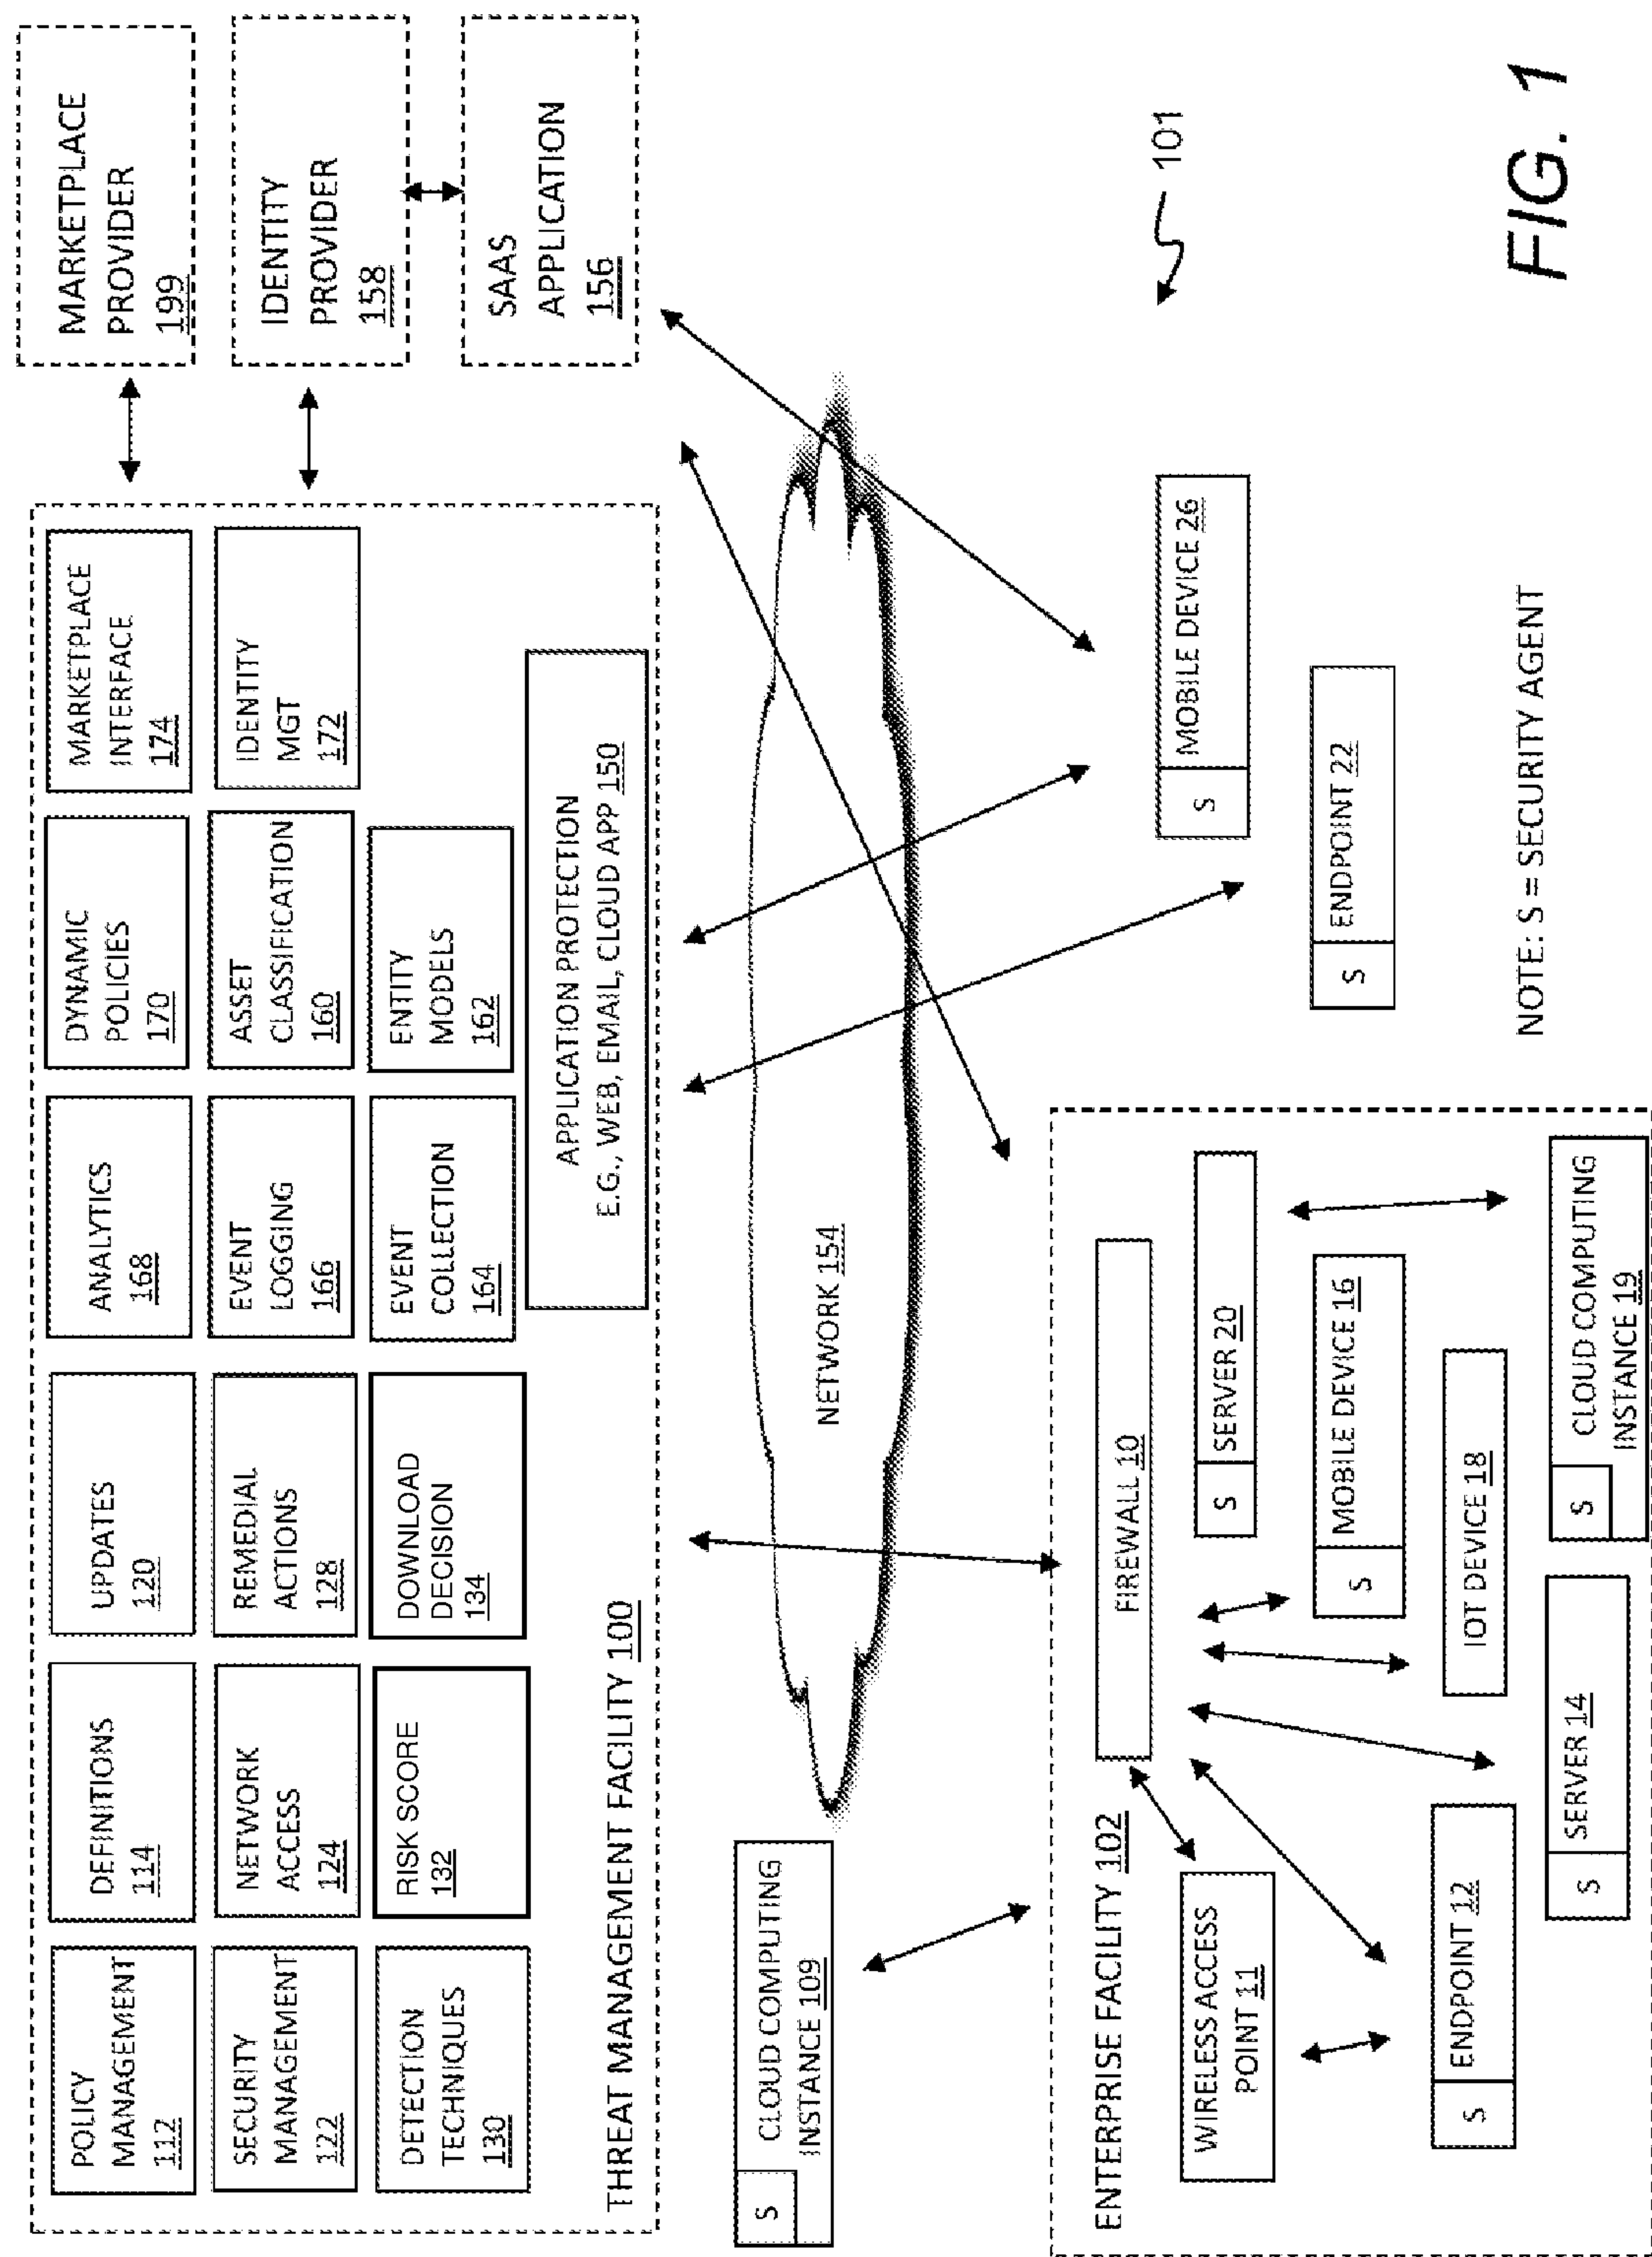 POLICY
MANAGEMENT
112
DEFINITIONS
114
UPDATES
120
ANALYTICS
168
DYNAMIC
POLICIES
170
MARKETPLACE
INTERFACE
174
MARKETPLACE
PROVIDER
199
SECURITY
MANAGEMENT
122
NETWORK
ACCESS
124
REMEDIAL
ACTIONS
128
EVENT
LOGGING
166
ASSET
CLASSIFICATION
160
IDENTITY
MGT
172
IDENTITY
PROVIDER
158
DETECTION
TECHNIQUES
130
RISK SCORE
132
DOWNLOAD
DECISION
134
EVENT
COLLECTION
164
ENTITY
MODELS
162
SAAS
APPLICATION
156
APPLICATION PROTECTION
E.G., WEB, EMAIL, CLOUD APP 150
THREAT MANAGEMENT FACILITY 100
S
CLOUD COMPUTING
INSTANCE 109
NETWORK 154
ENTERPRISE FACILITY 102
FIREWALL 10
WIRELESS ACCESS
POINT 11
S SERVER 20
S MOBILE DEVICE 16
S ENDPOINT 12
IOT DEVICE 18
S SERVER 14
S
CLOUD COMPUTING
INSTANCE 19
S MOBILE DEVICE 26
S ENDPOINT 22
101
NOTE: S = SECURITY AGENT
FIG. 1